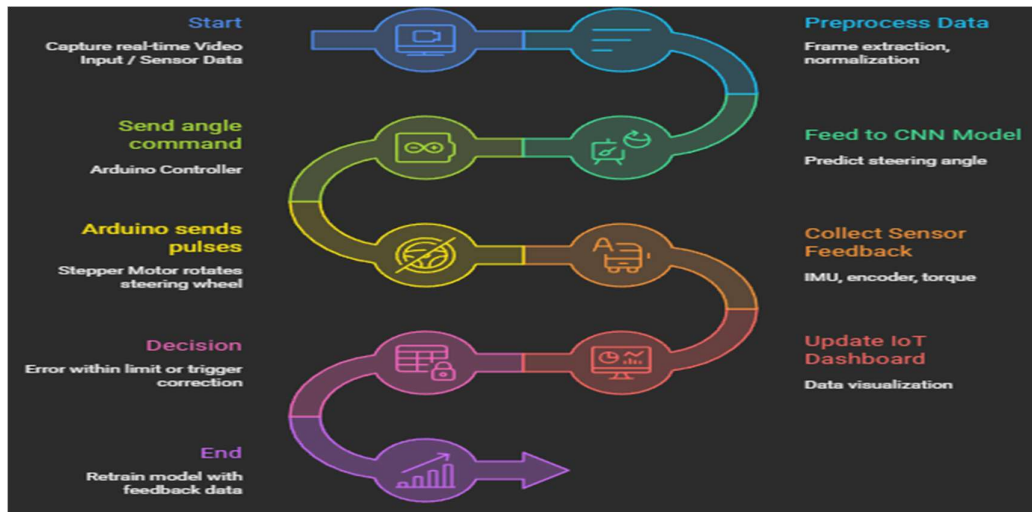 Start
Capture real-time Video
Input / Sensor Data
Preprocess Data
Frame extraction,
normalization
Feed to CNN Model
Predict steering angle
Send angle
command
Arduino Controller
Arduino sends
pulses
Stepper Motor rotates
steering wheel
A
Collect Sensor
Feedback
IMU, encoder, torque
Update IoT
Dashboard
Data visualization
Decision
Error within limit or trigger
correction
End
Retrain model with
feedback data